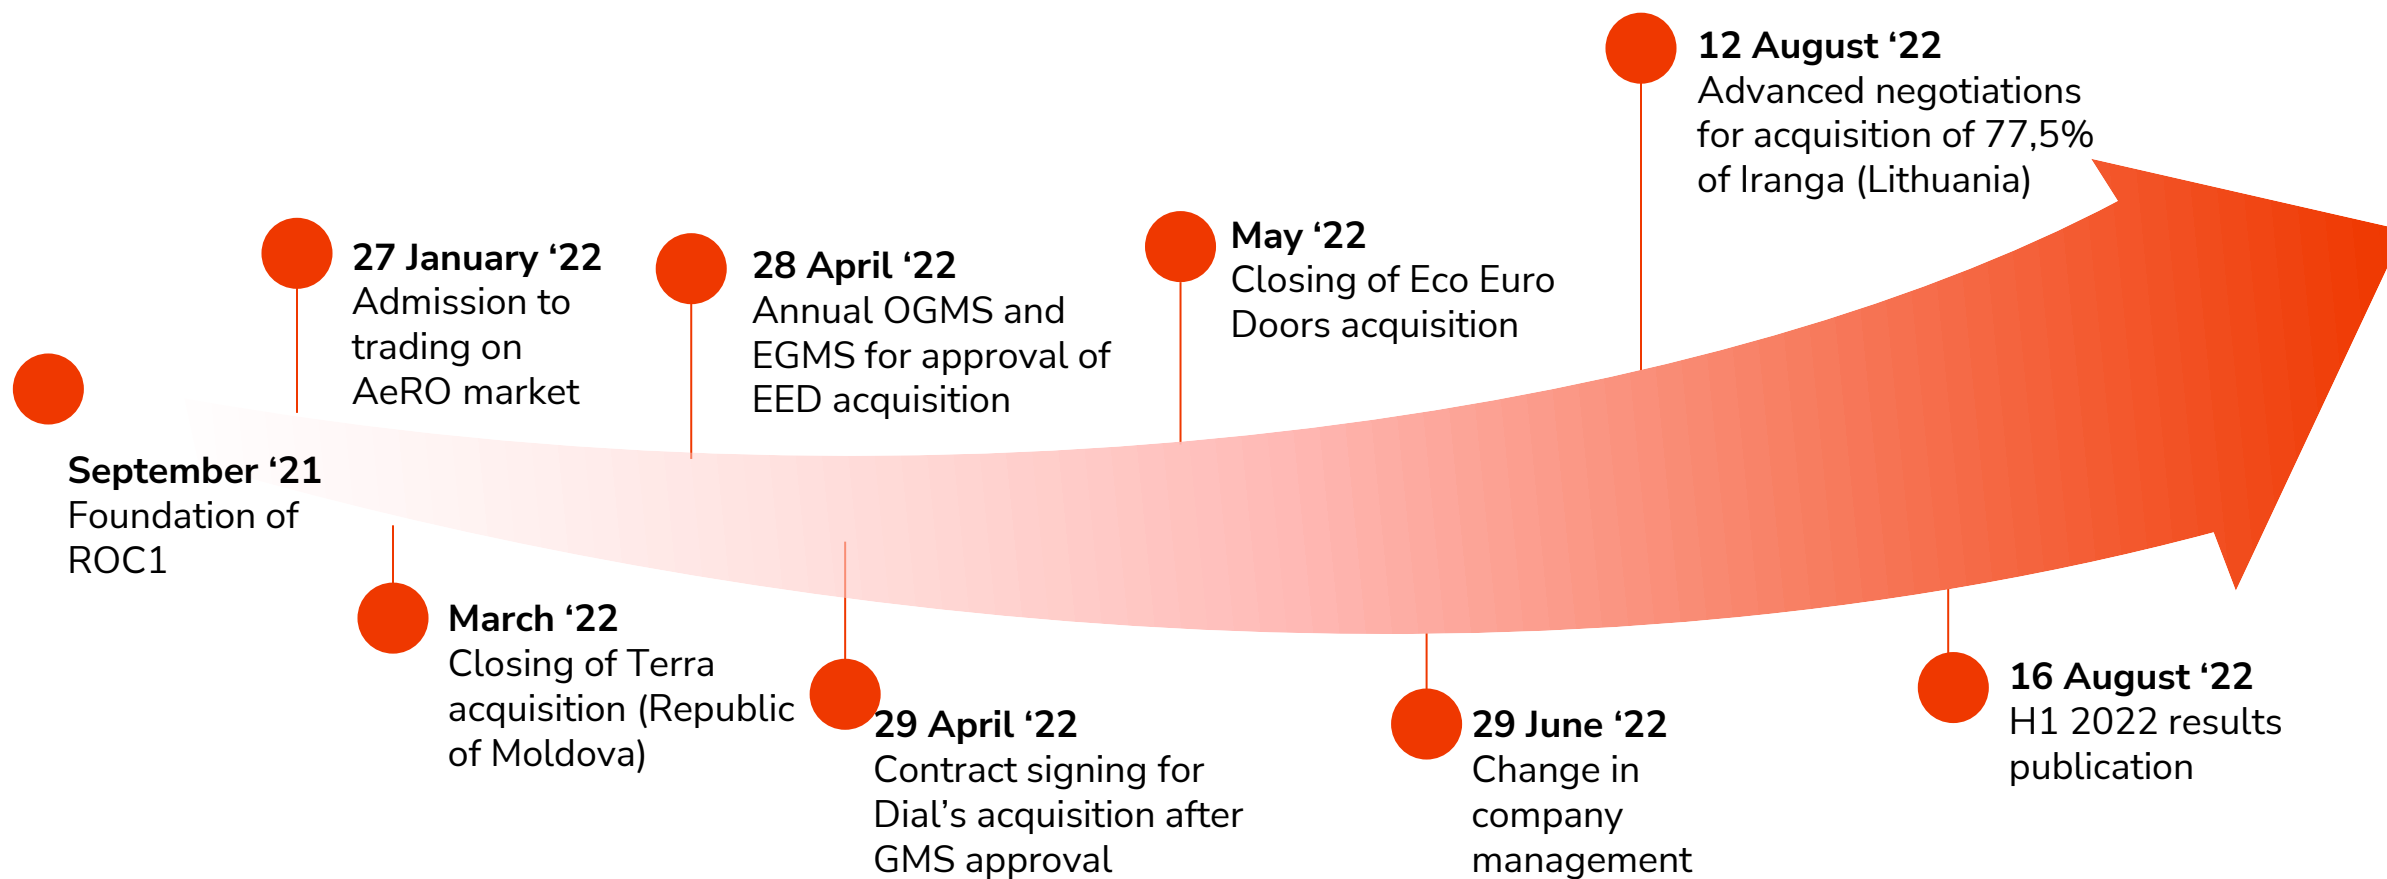 September ‘21
Foundation of
ROC1
27 January ‘22
Admission to
trading on
AeRO market
March ‘22
Closing of Terra
acquisition (Republic
of Moldova)
28 April ‘22
Annual OGMS and
EGMS for approval of
EED acquisition
29 April ‘22
Contract signing for
Dial’s acquisition after
GMS approval
May ‘22
Closing of Eco Euro
Doors acquisition
29 June ‘22
Change in
company
management
12 August ‘22
Advanced negotiations
for acquisition of 77,5%
of Iranga (Lithuania)
16 August ‘22
H1 2022 results
publication